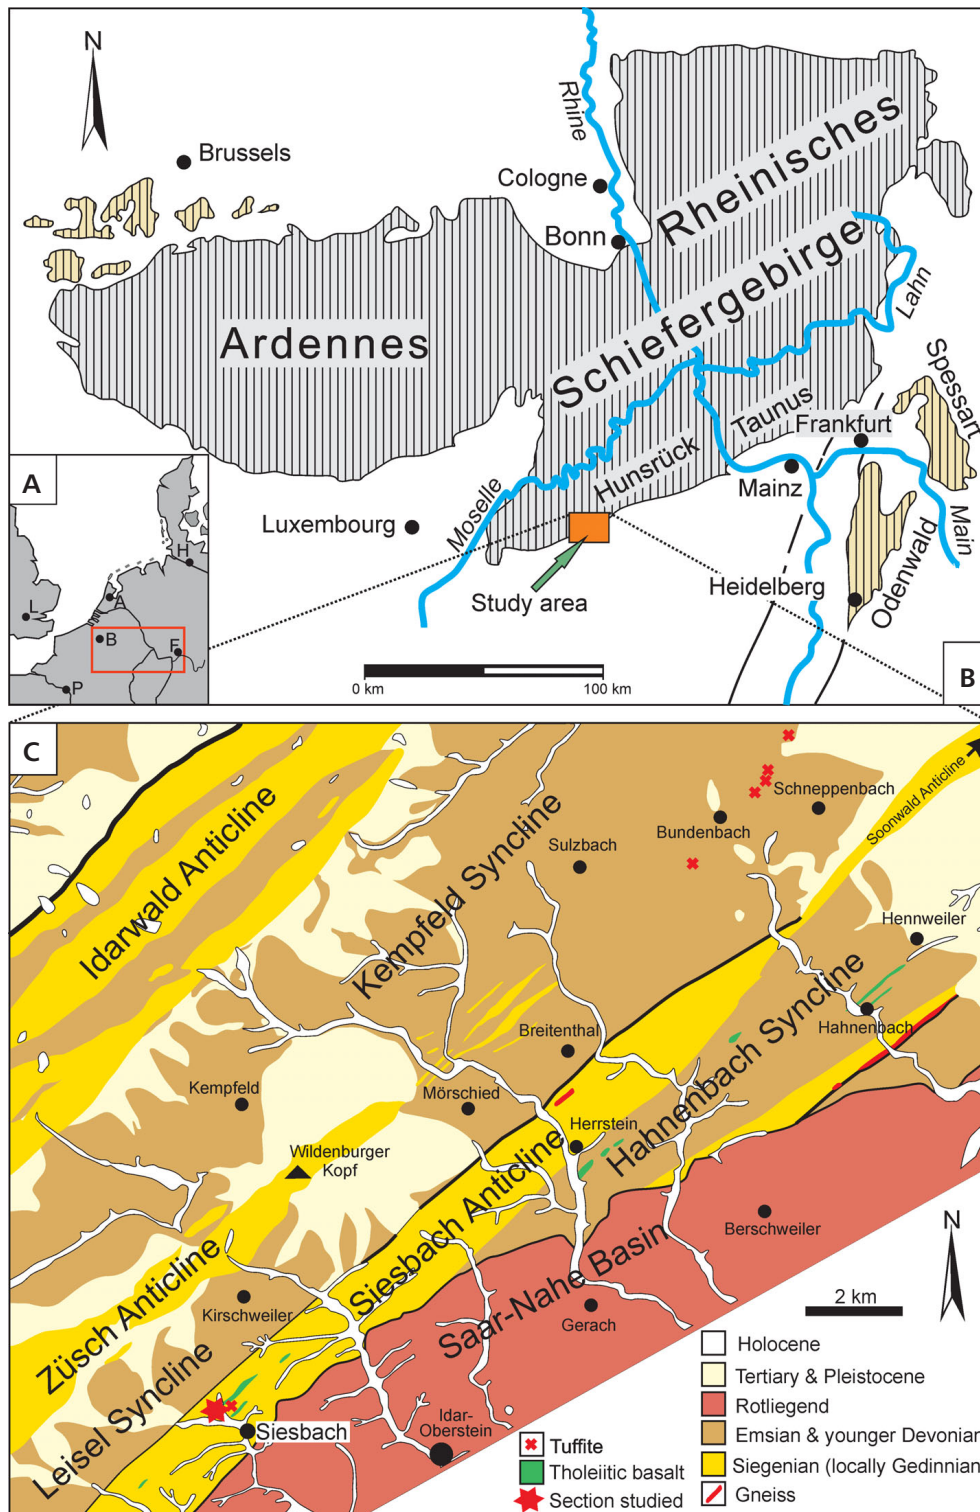 N
Brussels
Rhine
Cologne
Bonn
Rheinisches
Schiefergebirge
Lahn
Ardennes
Spessart
Taunus
Frankfurt
Hunsrück
Mainz
Main
A
Luxembourg
Moselle
Odenwald
Heidelberg
Study area
H
A
L
B
F
P
0 km
100 km
B
C
Idarwald Anticline
Kempfeld Syncline
Soonwald Anticline
Schneppenbach
Bundenbach
Sulzbach
Hennweiler
Hahnenbach
Hahnenbach Syncline
Breitenthal
Kempfeld
Mörschied
Herrstein
Wildenburger
Kopf
Siesbach Anticline
Berschweiler
N
Züsch Anticline
Kirschweiler
Saar-Nahe Basin
Gerach
2 km
Leisel Syncline
Siesbach
Idar-
Oberstein
Holocene
Tertiary & Pleistocene
Rotliegend
Emsian & younger Devonian
Siegenian (locally Gedinnian)
Gneiss
Tuffite
Tholeiitic basalt
Section studied